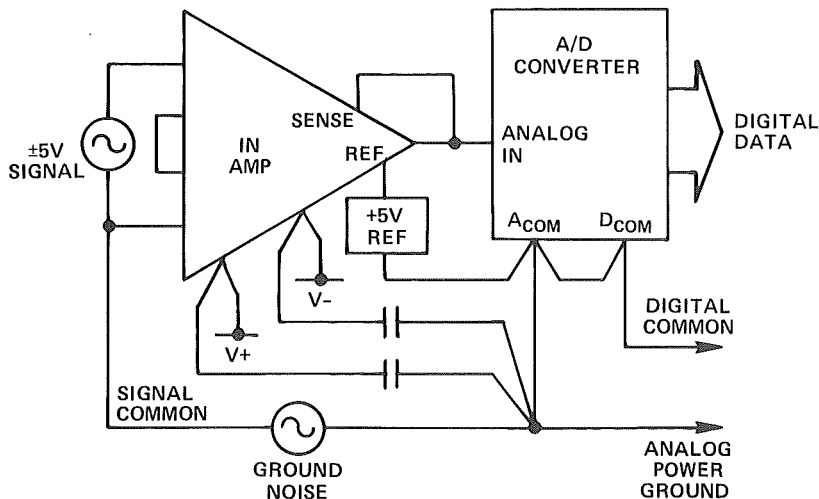 A/D
CONVERTER
±5V
SIGNAL
IN
AMP
SENSE
REF
ANALOG
IN
DIGITAL
DATA
+5V
REF
ACOM
DCOM
V–
V+
DIGITAL
COMMON
SIGNAL
COMMON
GROUND
NOISE
ANALOG
POWER
GROUND